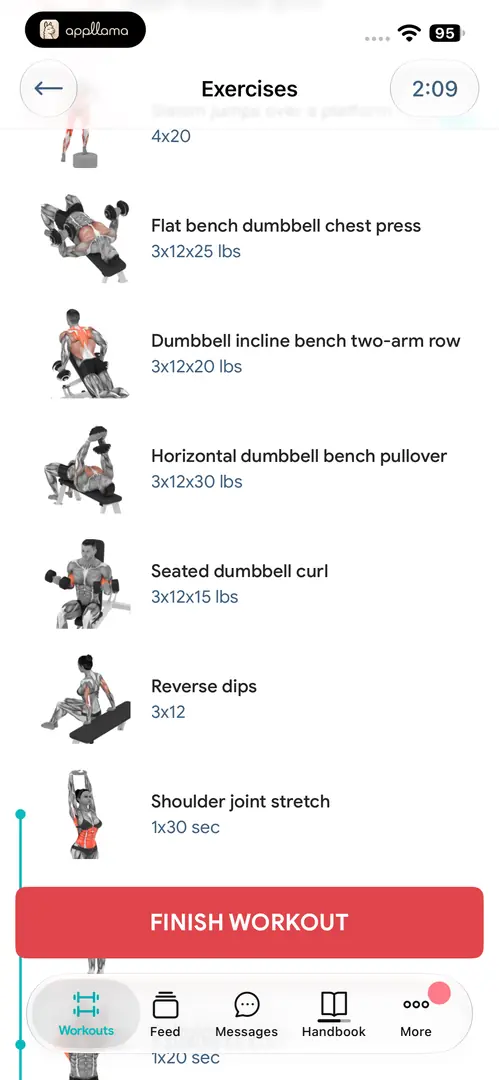 appllama
95
Exercises
2:09
4x20
Flat bench dumbbell chest press
3x12x25 lbs
Dumbbell incline bench two-arm row
3x12x20 lbs
Horizontal dumbbell bench pullover
3x12x30 lbs
Seated dumbbell curl
3x12x15 lbs
Reverse dips
3x12
Shoulder joint stretch
1x30 sec
FINISH WORKOUT
Workouts
Feed
Messages
Handbook
More
1x20 sec